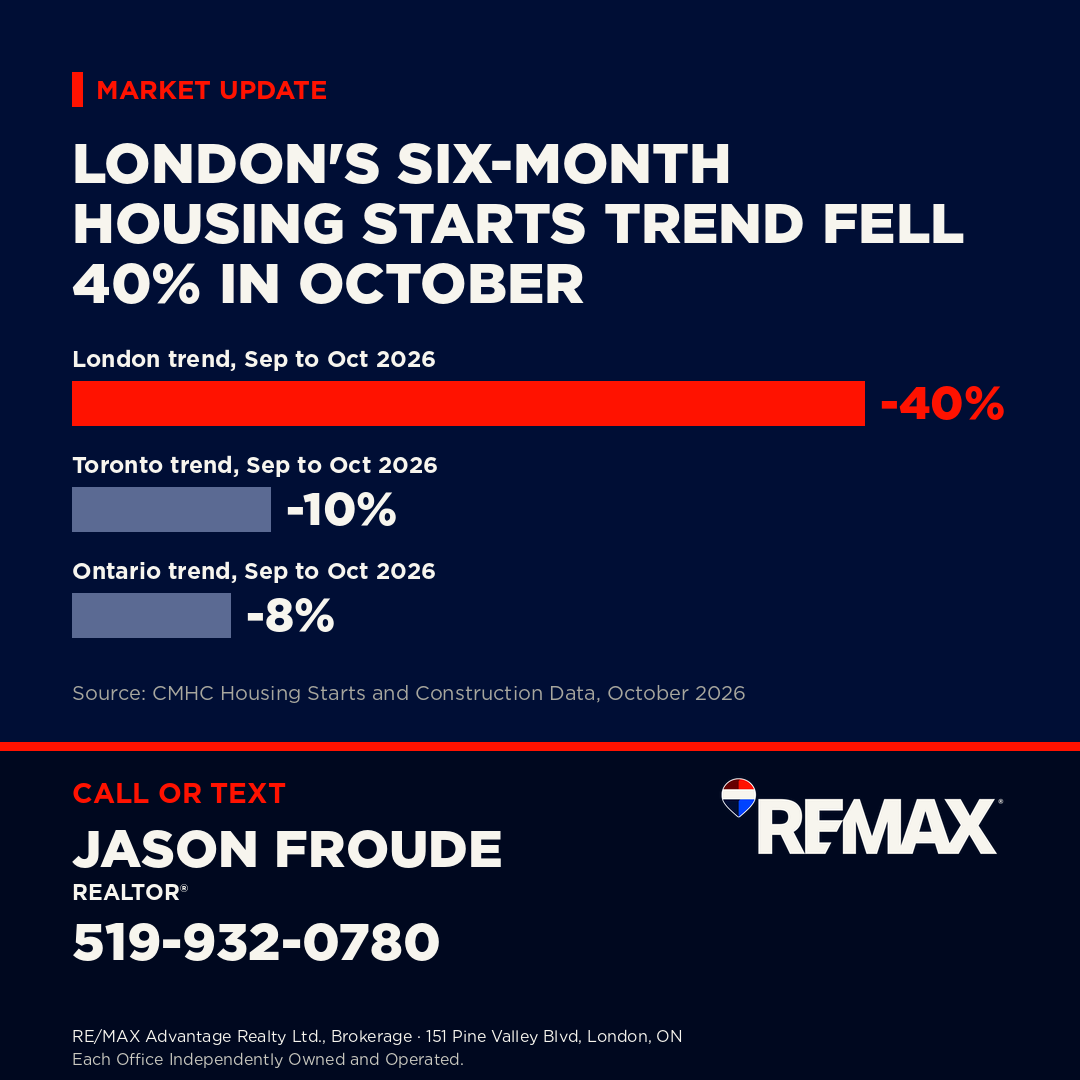 MARKET UPDATE
LONDON'S SIX-MONTH
HOUSING STARTS TREND FELL
40% IN OCTOBER
London trend, Sep to Oct 2026
-40%
Toronto trend, Sep to Oct 2026
-10%
Ontario trend, Sep to Oct 2026
-8%
Source: CMHC Housing Starts and Construction Data, October 2026
CALL OR TEXT
JASON FROUDE
REALTOR®
519-932-0780
REMAX®
RE/MAX Advantage Realty Ltd., Brokerage · 151 Pine Valley Blvd, London, ON
Each Office Independently Owned and Operated.